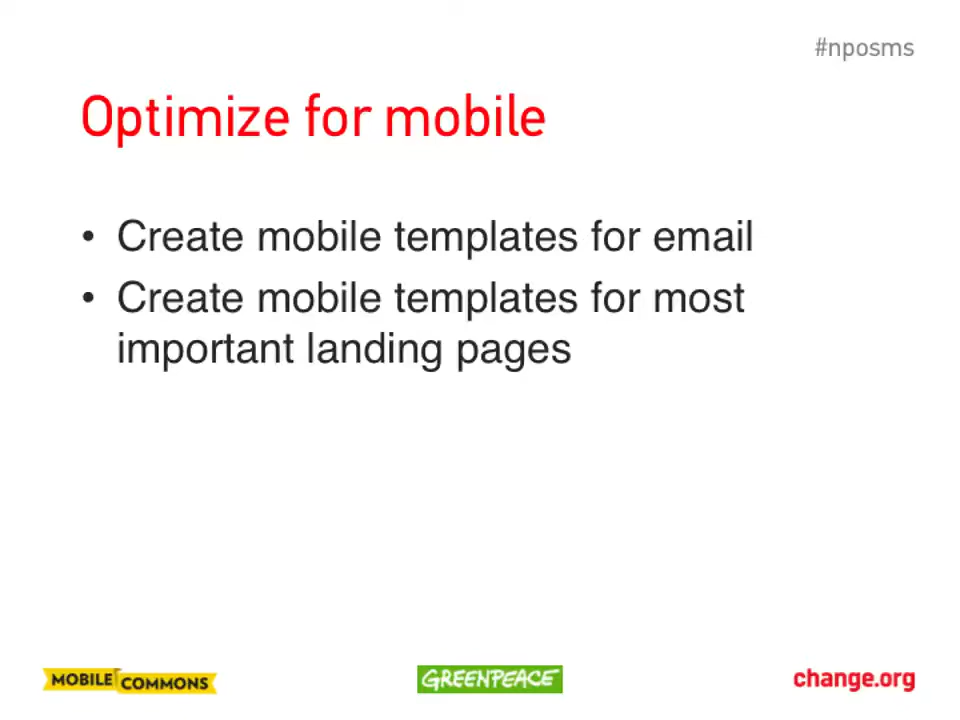 #nposms
Optimize for mobile
• Create mobile templates for email
• Create mobile templates for most
important landing pages
MOBILE COMMONS
GREENPEACE
change.org